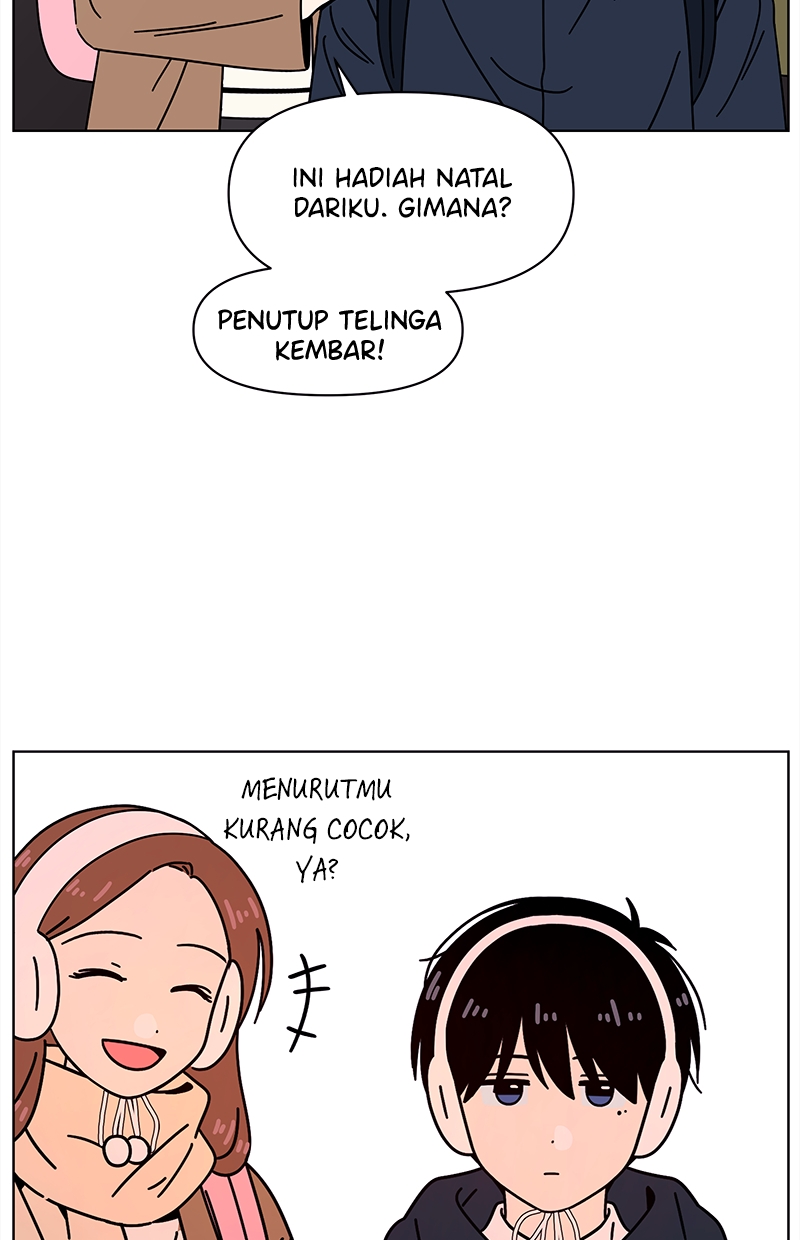 INI HADIAH NATAL
DARIKU. GIMANA?
PENUTUP TELINGA
KEMBAR!
MENURUTMU
KURANG COCOK,
YA?